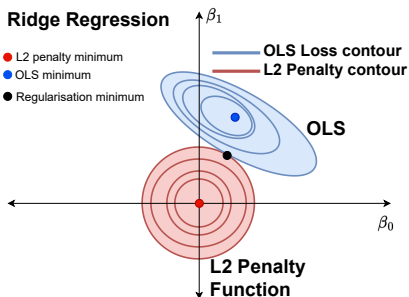 Ridge Regression
β₁
L2 penalty minimum
OLS minimum
Regularisation minimum
OLS Loss contour
L2 Penalty contour
OLS
β₀
L2 Penalty
Function